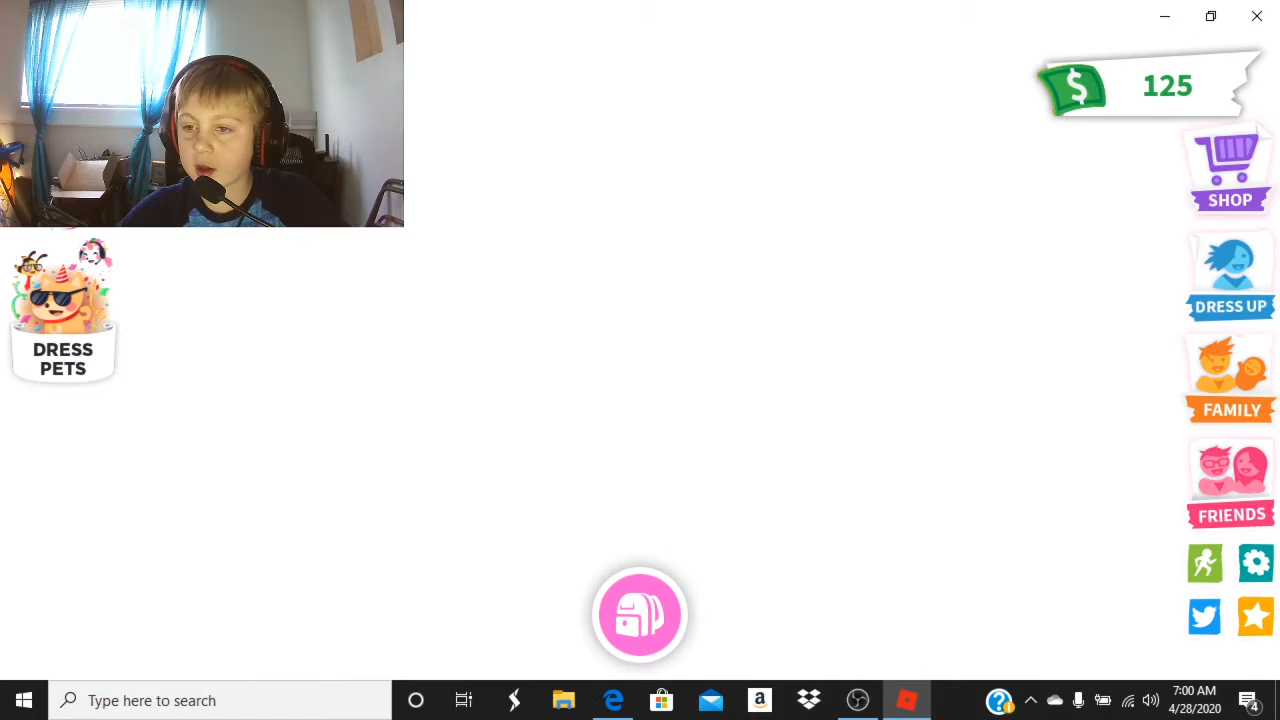 125
SHOP
DRESS UP
FAMILY
FRIENDS
DRESS
PETS
Type here to search
7:00 AM
4/28/2020
4